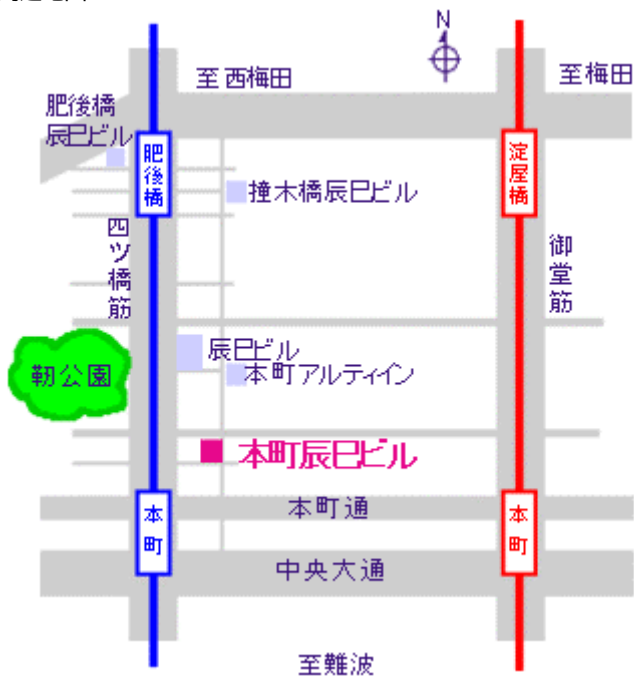 N
至西梅田
至梅田
肥後橋
辰巳ビル
肥後橋
淀屋橋
撞木橋辰巳ビル
四ツ橋筋
御堂筋
辰巳ビル
本町アルティイン
靭公園
本町辰巳ビル
本町
本町通
本町
中央大通
至難波